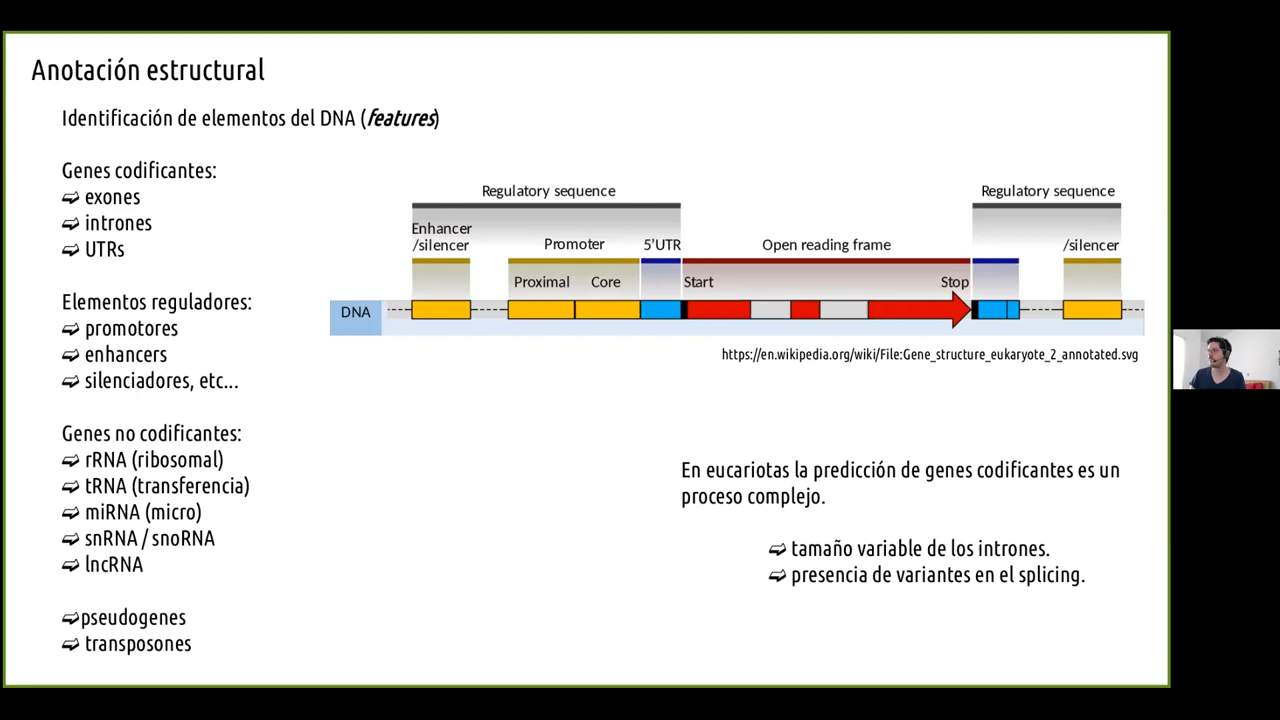 Anotación estructural
Identificación de elementos del DNA (features)
Genes codificantes:
➫ exones
➫ intrones
➫ UTRs
Elementos reguladores:
➫ promotores
➫ enhancers
➫ silenciadores, etc...
Genes no codificantes:
➫ rRNA (ribosomal)
➫ tRNA (transferencia)
➫ miRNA (micro)
➫ snRNA / snoRNA
➫ lncRNA
➫pseudogenes
➫ transposones
Regulatory sequence
Regulatory sequence
Enhancer
/silencer
Promoter
5'UTR
Open reading frame
/silencer
Proximal
Core
Start
Stop
DNA
https://en.wikipedia.org/wiki/File:Gene_structure_eukaryote_2_annotated.svg
En eucariotas la predicción de genes codificantes es un
proceso complejo.
➫ tamaño variable de los intrones.
➫ presencia de variantes en el splicing.